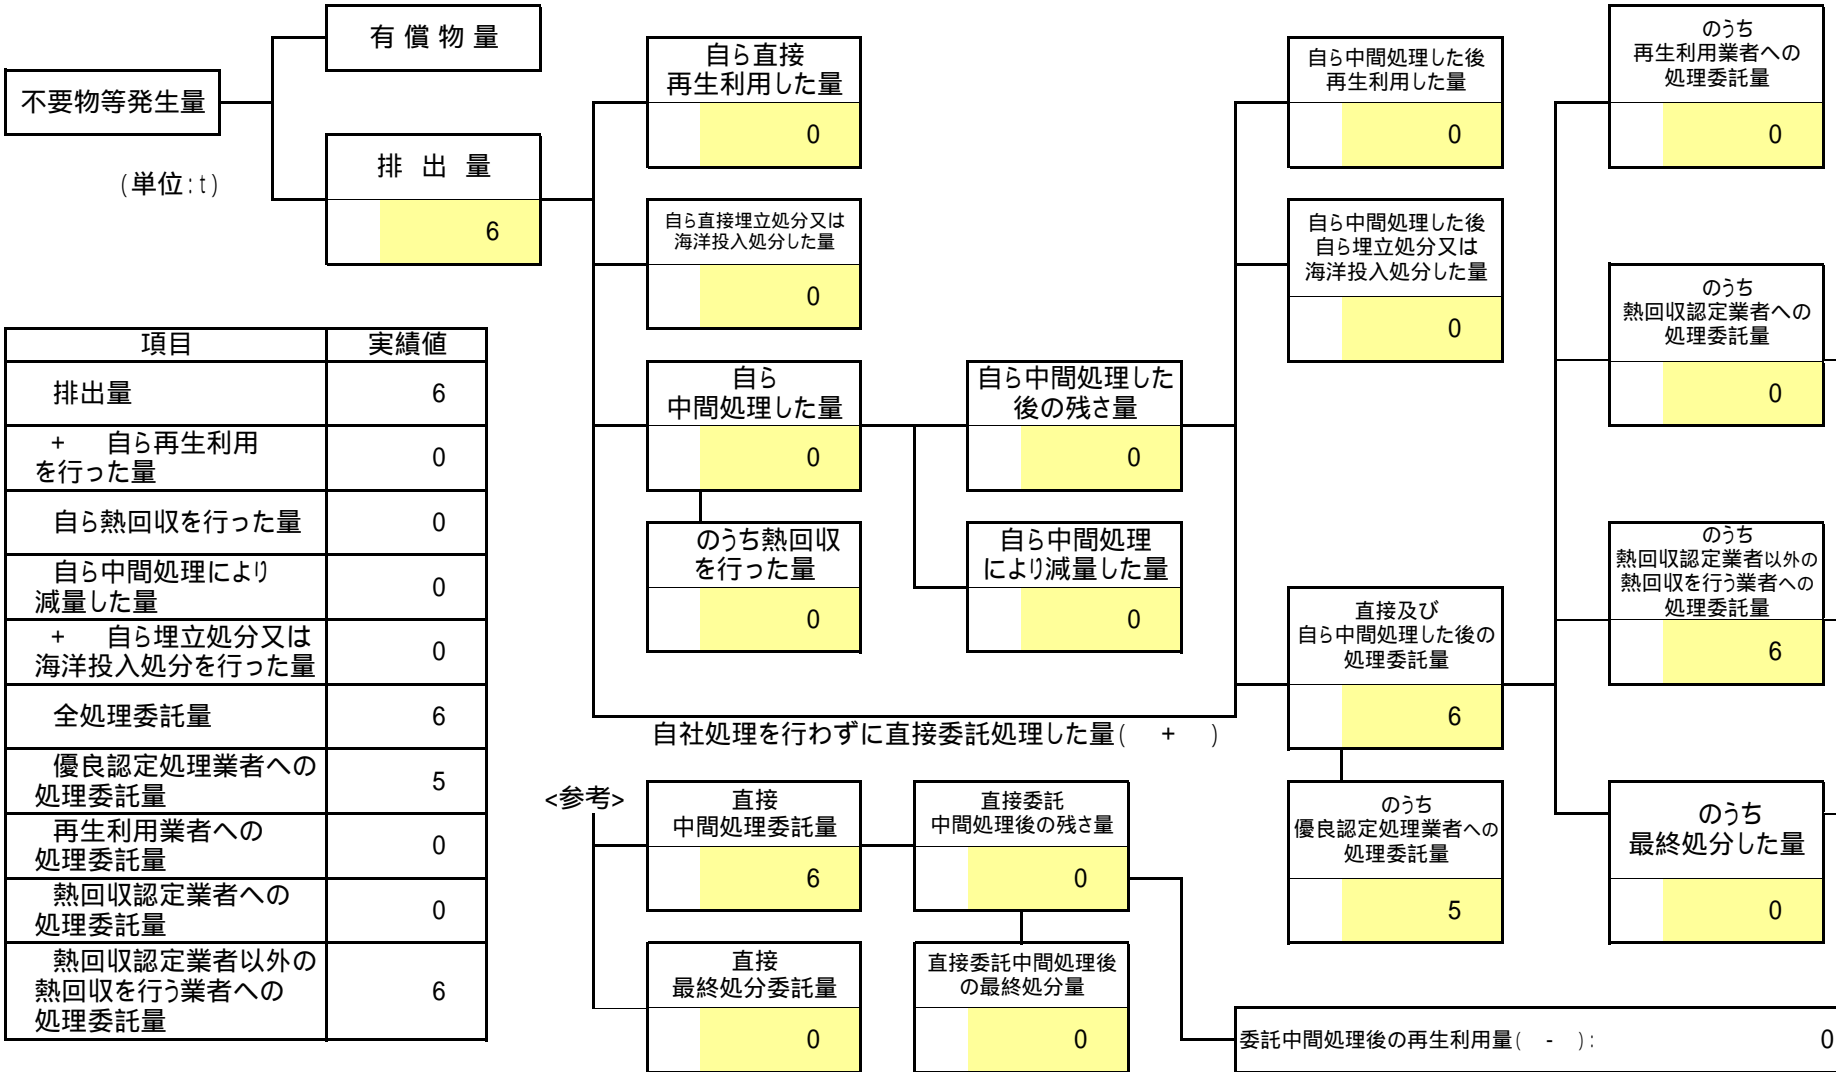 有 償 物 量
不要物等発生量
(単位:t)
排 出 量
6
自ら直接
再生利用した量
0
自ら直接埋立処分又は
海洋投入処分した量
0
自ら
中間処理した量
0
のうち熱回収
を行った量
0
自ら中間処理した
後の残さ量
0
自ら中間処理
により減量した量
0
自ら中間処理した後
再生利用した量
0
自ら中間処理した後
自ら埋立処分又は
海洋投入処分した量
0
直接及び
自ら中間処理した後の
処理委託量
6
のうち
優良認定処理業者への
処理委託量
5
のうち
再生利用業者への
処理委託量
0
のうち
熱回収認定業者への
処理委託量
0
のうち
熱回収認定業者以外の
熱回収を行う業者への
処理委託量
6
のうち
最終処分した量
0
自社処理を行わずに直接委託処理した量( + )
<参考>
直接
中間処理委託量
6
直接委託
中間処理後の残さ量
0
直接
最終処分委託量
0
直接委託中間処理後
の最終処分量
0
委託中間処理後の再生利用量( - ): 0
項目 実績値
排出量 6
+ 自ら再生利用
を行った量 0
自ら熱回収を行った量 0
自ら中間処理により
減量した量 0
+ 自ら埋立処分又は
海洋投入処分を行った量 0
全処理委託量 6
優良認定処理業者への
処理委託量 5
再生利用業者への
処理委託量 0
熱回収認定業者への
処理委託量 0
熱回収認定業者以外の
熱回収を行う業者への 6
処理委託量